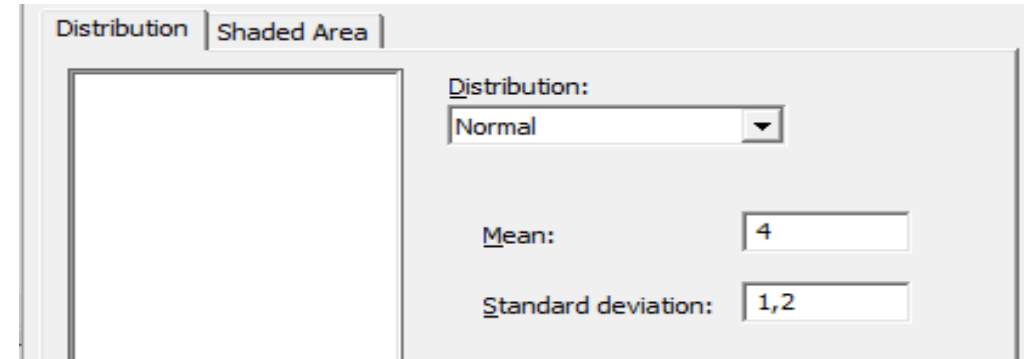 Distribution Shaded Area
Distribution:
Normal
Mean: 4
Standard deviation: 1,2